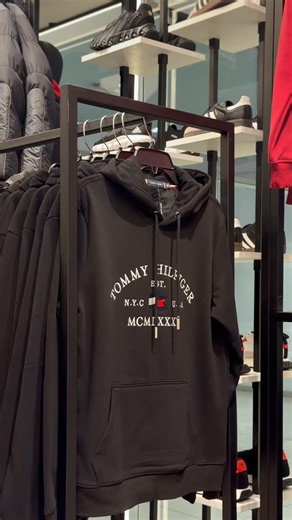 TOMMY HILFIGER
EST.
N.Y.C U.S.A
MCMLXXXV